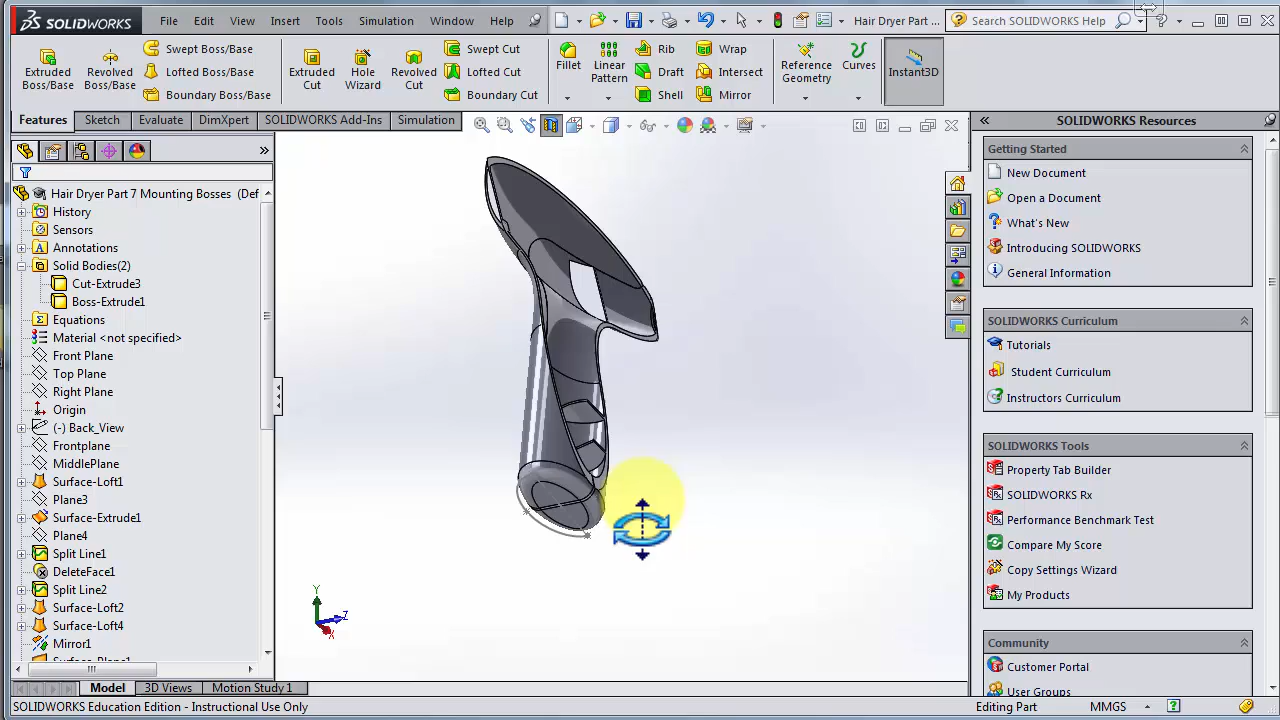 SOLIDWORKS
File Edit View Insert Tools Simulation Window Help
Hair Dryer Part ...
Search SOLIDWORKS Help
Extruded Boss/Base
Revolved Boss/Base
Swept Boss/Base
Lofted Boss/Base
Boundary Boss/Base
Extruded Cut
Hole Wizard
Revolved Cut
Swept Cut
Lofted Cut
Boundary Cut
Fillet
Linear Pattern
Rib
Draft
Shell
Wrap
Intersect
Mirror
Reference Geometry
Curves
Instant3D
Features Sketch Evaluate DimXpert SOLIDWORKS Add-Ins Simulation
Hair Dryer Part 7 Mounting Bosses (Def
History
Sensors
Annotations
Solid Bodies(2)
Cut-Extrude3
Boss-Extrude1
Equations
Material <not specified>
Front Plane
Top Plane
Right Plane
Origin
(-) Back_View
Frontplane
MiddlePlane
Surface-Loft1
Plane3
Surface-Extrude1
Plane4
Split Line1
DeleteFace1
Split Line2
Surface-Loft2
Surface-Loft4
Mirror1
Surface-Plane1
Y
Z
X
SOLIDWORKS Resources
Getting Started
New Document
Open a Document
What's New
Introducing SOLIDWORKS
General Information
SOLIDWORKS Curriculum
Tutorials
Student Curriculum
Instructors Curriculum
SOLIDWORKS Tools
Property Tab Builder
SOLIDWORKS Rx
Performance Benchmark Test
Compare My Score
Copy Settings Wizard
My Products
Community
Customer Portal
User Groups
Model 3D Views Motion Study 1
SOLIDWORKS Education Edition - Instructional Use Only
Editing Part
MMGS